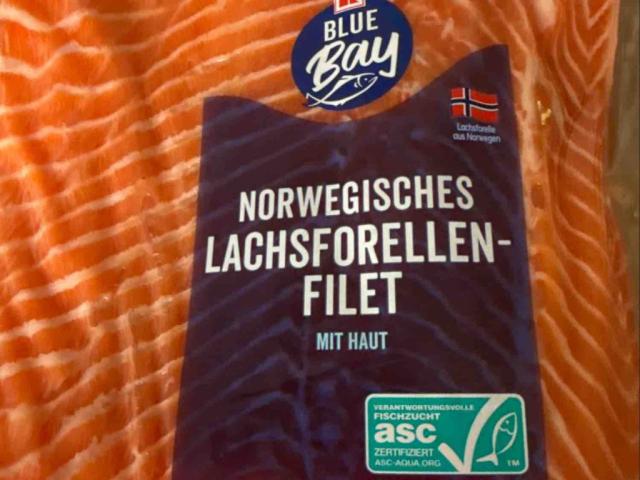 BLUE
Bay
Lachsforelle
aus Norwegen
NORWEGISCHES
LACHSFORELLEN-
FILET
MIT HAUT
VERANTWORTUNGSVOLLE
FISCHZUCHT
asc
ZERTIFIZIERT
ASC-AQUA.ORG
TM